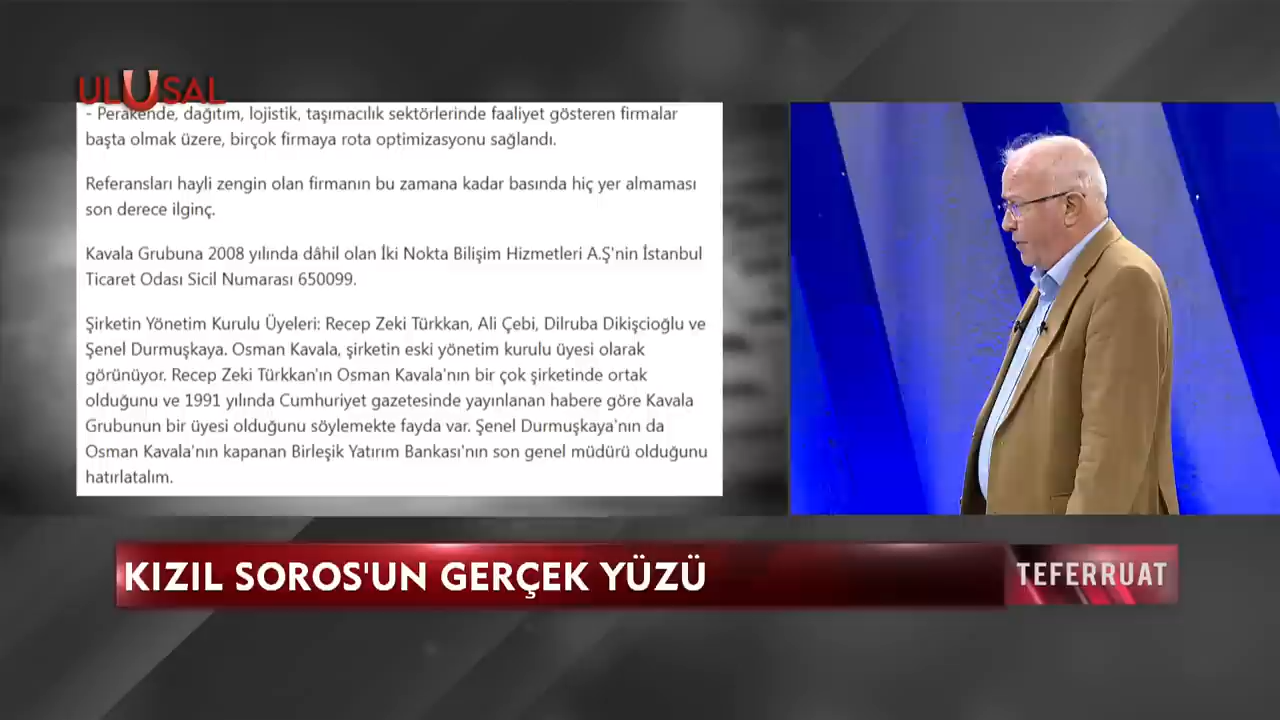 ULUSAL
- Perakende, dağıtım, lojistik, taşımacılık sektörlerinde faaliyet gösteren firmalar
başta olmak üzere, birçok firmaya rota optimizasyonu sağlandı.
Referansları hayli zengin olan firmanın bu zamana kadar basında hiç yer almaması
son derece ilginç.
Kavala Grubuna 2008 yılında dâhil olan İki Nokta Bilişim Hizmetleri A.Ş'nin İstanbul
Ticaret Odası Sicil Numarası 650099.
Şirketin Yönetim Kurulu Üyeleri: Recep Zeki Türkkan, Ali Çebi, Dilruba Dikişcioğlu ve
Şenel Durmuşkaya. Osman Kavala, şirketin eski yönetim kurulu üyesi olarak
görünüyor. Recep Zeki Türkkan'ın Osman Kavala'nın bir çok şirketinde ortak
olduğunu ve 1991 yılında Cumhuriyet gazetesinde yayınlanan habere göre Kavala
Grubunun bir üyesi olduğunu söylemekte fayda var. Şenel Durmuşkaya'nın da
Osman Kavala'nın kapanan Birleşik Yatırım Bankası'nın son genel müdürü olduğunu
hatırlatalım.
KIZIL SOROS'UN GERÇEK YÜZÜ
TEFERRUAT